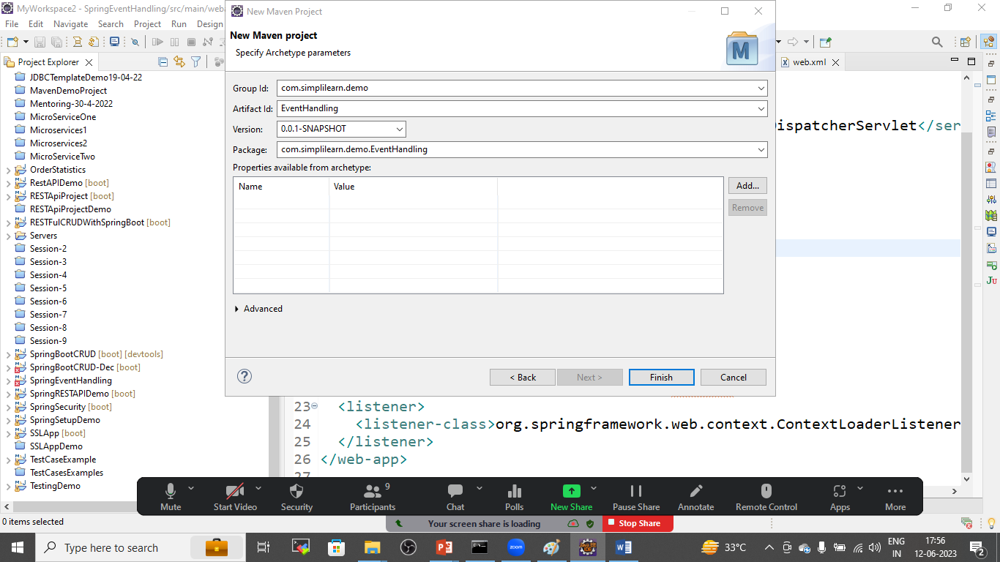 MyWorkspace2 - SpringEventHandling/src/main/web
File Edit Navigate Search Project Run Design
Project Explorer
JDBCTemplateDemo19-04-22
MavenDemoProject
Mentoring-30-4-2022
MicroServiceOne
Microservices1
Microservices2
MicroServiceTwo
OrderStatistics
RestAPIDemo [boot]
RESTApiProject [boot]
RESTApiProjectDemo
RESTFulCRUDWithSpringBoot [boot]
Servers
Session-2
Session-3
Session-4
Session-5
Session-6
Session-7
Session-8
Session-9
SpringBootCRUD [boot] [devtools]
SpringBootCRUD-Dec [boot]
SpringEventHandling
SpringRESTAPIDemo [boot]
SpringSecurity [boot]
SpringSetupDemo
SSLApp [boot]
SSLAppDemo
TestCaseExample
TestCasesExamples
TestingDemo
0 items selected
New Maven Project
New Maven project
Specify Archetype parameters
M
Group Id: com.simplilearn.demo
Artifact Id: EventHandling
Version: 0.0.1-SNAPSHOT
Package: com.simplilearn.demo.EventHandling
Properties available from archetype:
Name Value
Add...
Remove
Advanced
< Back Next > Finish Cancel
web.xml
DispatcherServlet</ser
23 <listener>
24 <listener-class>org.springframework.web.context.ContextLoaderListener
25 </listener>
26 </web-app>
27
Mute Start Video Security Participants 9 Chat Polls New Share Pause Share Annotate Remote Control Apps More
Your screen share is loading Stop Share
Type here to search
33°C
ENG
IN
17:56
12-06-2023
2